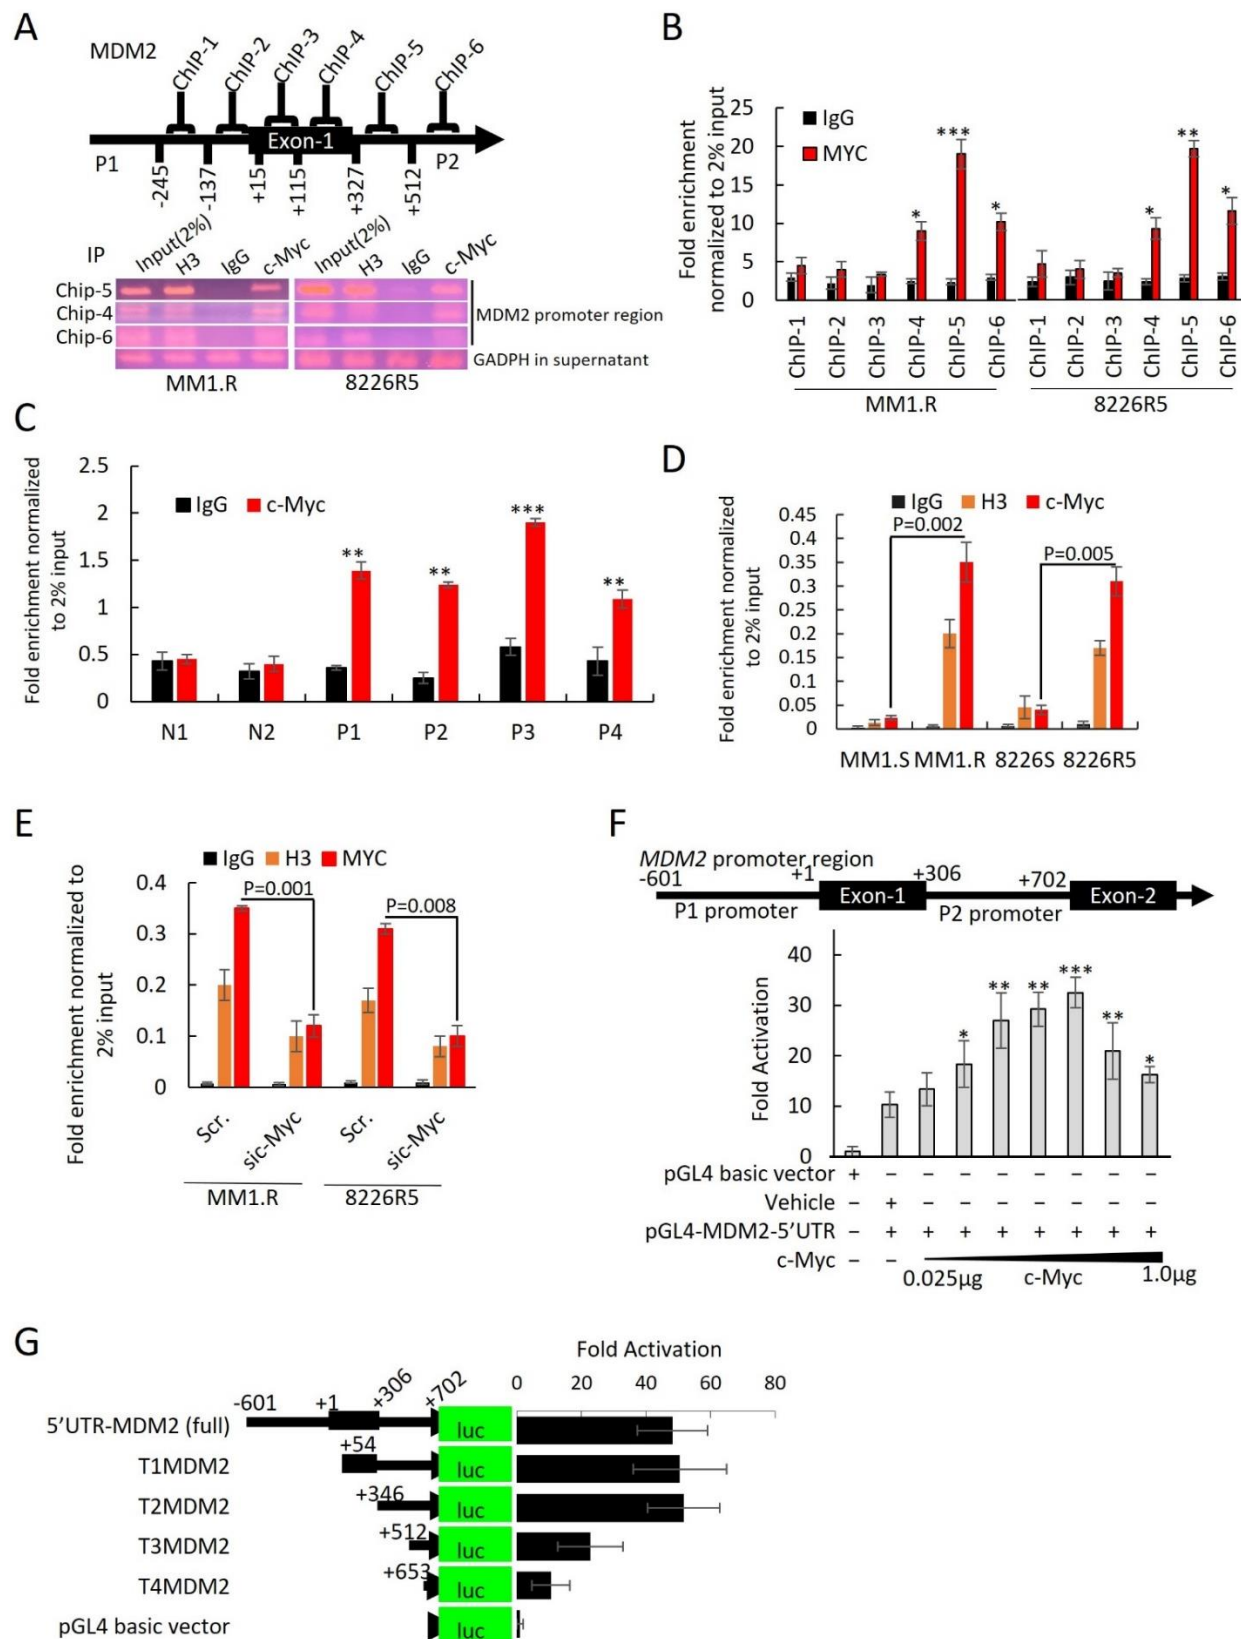 A
MDM2
ChIP-1
ChIP-2
ChIP-3
ChIP-4
ChIP-5
ChIP-6
Exon-1
P1
P2
-245
-137
+15
+115
+327
+512
IP
Input(2%)
H3
IgG
c-Myc
Input(2%)
H3
IgG
c-Myc
Chip-5
Chip-4
Chip-6
MDM2 promoter region
GADPH in supernatant
MM1.R
8226R5
B
Fold enrichment
normalized to 2% input
25
20
15
10
5
0
IgG
MYC
*
***
*
*
**
*
ChIP-1
ChIP-2
ChIP-3
ChIP-4
ChIP-5
ChIP-6
ChIP-1
ChIP-2
ChIP-3
ChIP-4
ChIP-5
ChIP-6
MM1.R
8226R5
C
Fold enrichment normalized
to 2% input
2.5
2
1.5
1
0.5
0
IgG
c-Myc
**
**
***
**
N1
N2
P1
P2
P3
P4
D
Fold enrichment normalized
to 2% input
IgG
H3
c-Myc
0.45
0.4
0.35
0.3
0.25
0.2
0.15
0.1
0.05
0
P=0.002
P=0.005
MM1.S
MM1.R
8226S
8226R5
E
Fold enrichment normalized to
2% input
IgG
H3
MYC
0.4
0.3
0.2
0.1
0
P=0.001
P=0.008
Scr.
sic-Myc
Scr.
sic-Myc
MM1.R
8226R5
F
MDM2 promoter region
-601
+1
+306
+702
Exon-1
Exon-2
P1 promoter
P2 promoter
Fold Activation
40
30
20
10
0
*
**
**
***
**
*
pGL4 basic vector + − − − − − − − −
Vehicle − + − − − − − − −
pGL4-MDM2-5'UTR − + + + + + + + +
c-Myc − −
0.025µg
c-Myc
1.0µg
G
Fold Activation
0 20 40 60 80
-601
+1
+306
+702
5'UTR-MDM2 (full)
luc
+54
T1MDM2
luc
+346
T2MDM2
luc
+512
T3MDM2
luc
+653
T4MDM2
luc
pGL4 basic vector
luc